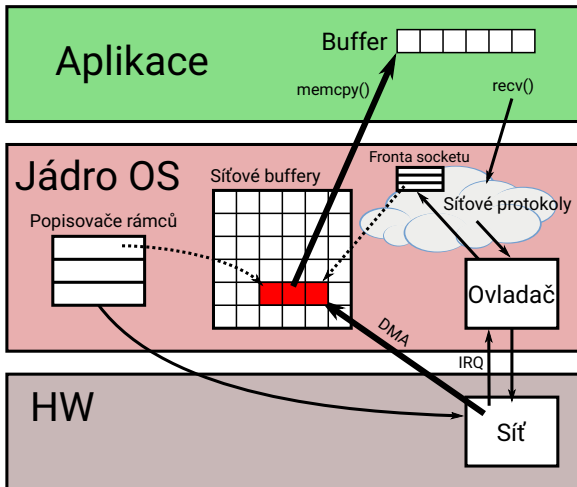 Aplikace
Buffer
memcpy()
recv()
Jádro OS
Síťové buffery
Fronta socketu
Popisovače rámců
Síťové protokoly
Ovladač
DMA
IRQ
HW
Síť